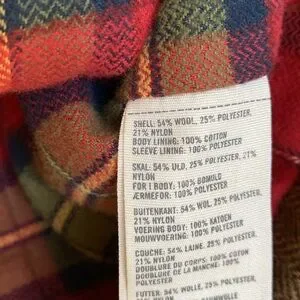 SHELL: 54% WOOL, 25% POLYESTER,
21% NYLON
BODY LINING: 100% COTTON
SLEEVE LINING: 100% POLYESTER
SKAL: 54% ULD, 25% POLYESTER, 21%
NYLON
FOR I BODY: 100% BOMULD
ÆRMEFOR: 100% POLYESTER
BUITENKANT: 54% WOL, 25% POLYESTER,
21% NYLON
VOERING BODY: 100% KATOEN
MOUWVOERING: 100% POLYESTER
COUCHE: 54% LAINE, 25% POLYESTER,
21% NYLON
DOUBLURE DU CORPS: 100% COTON
DOUBLURE DE LA MANCHE: 100%
POLYESTER
FUTTER: 54% WOLLE, 25% POLYESTER,